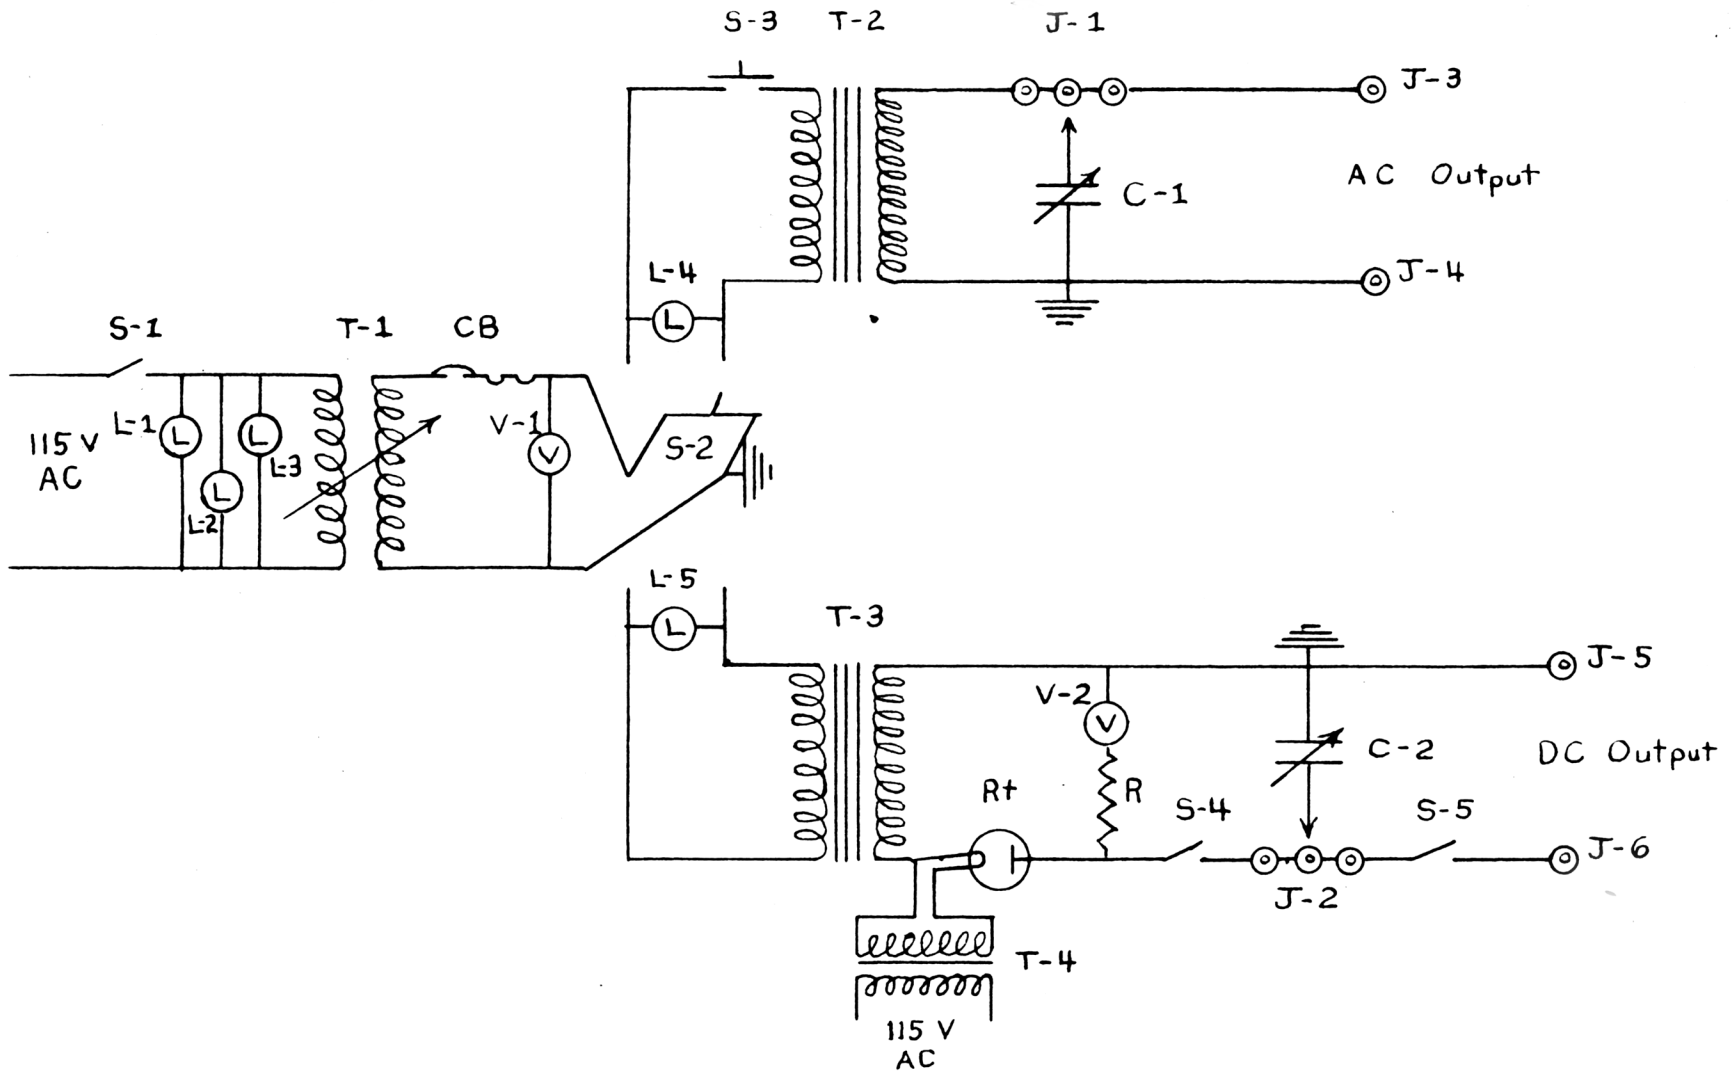 S-3
T-2
J-1
J-3
AC Output
C-1
J-4
L-4
L
S-1
T-1
CB
115 V
AC
L-1
L
L
L-3
L
L-2
V-1
V
S-2
L-5
L
T-3
J-5
V-2
V
C-2
DC Output
Rt
R
S-4
S-5
J-6
J-2
T-4
115 V
AC